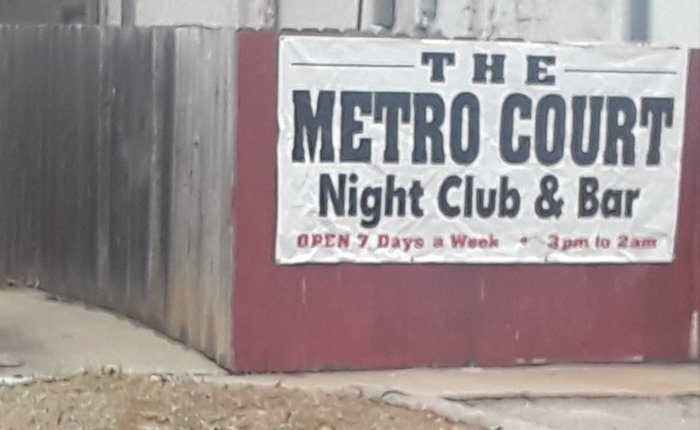 THE
METRO COURT
Night Club & Bar
OPEN 7 Days a Week • 3pm to 2am